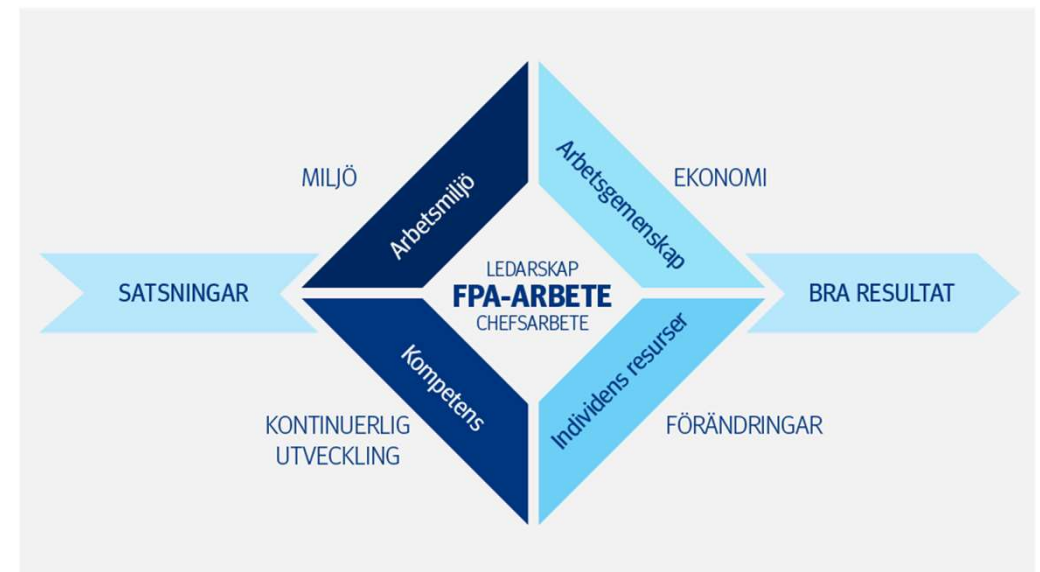 MILJÖ
EKONOMI
Arbetsmiljö
Arbetsgemenskap
SATSNINGAR
LEDARSKAP
FPA-ARBETE
CHEFSARBETE
BRA RESULTAT
Kompetens
Individens resurser
KONTINUERLIG
UTVECKLING
FÖRÄNDRINGAR